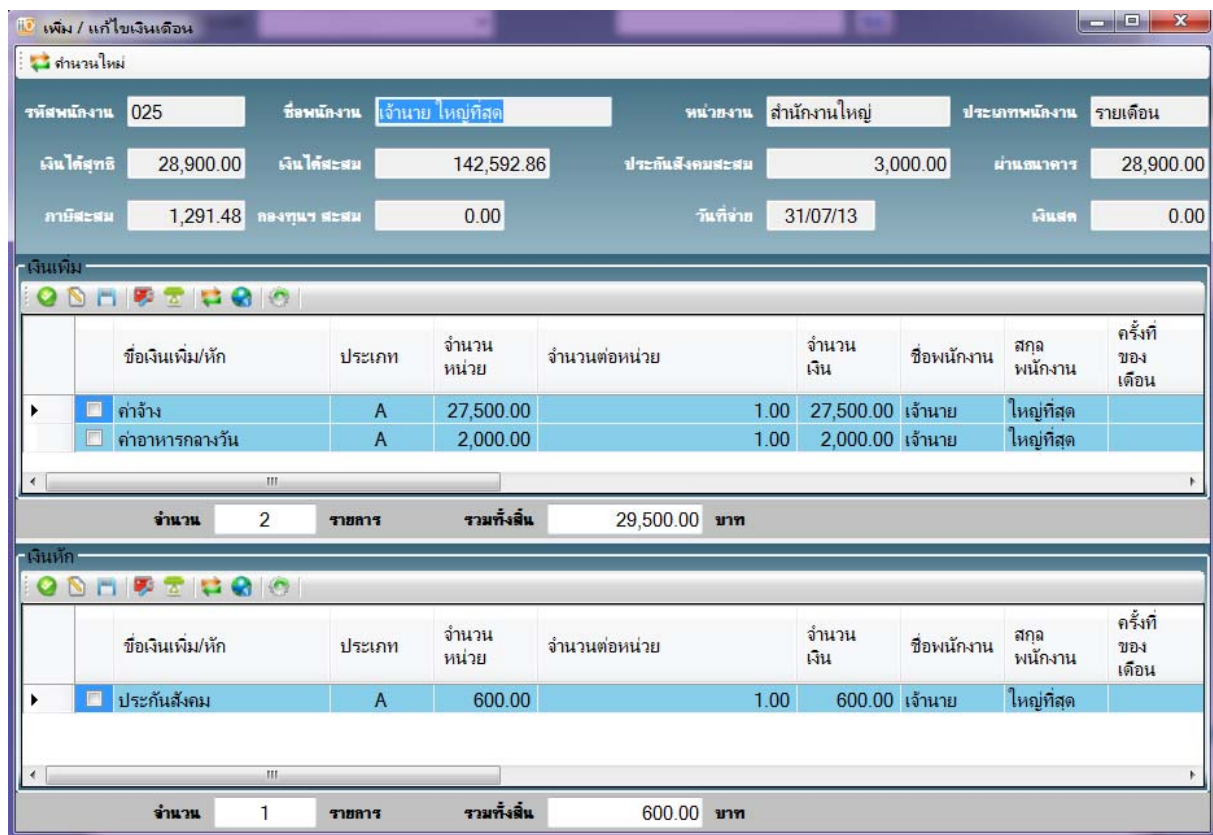 เพิ่ม / แก้ไขเงินเดือน
คำนวนใหม่
รหัสพนักงาน 025 ชื่อพนักงาน เจ้านาย ใหญ่ที่สุด หน่วยงาน สำนักงานใหญ่ ประเภทพนักงาน รายเดือน
เงินได้สุทธิ 28,900.00 เงินได้สะสม 142,592.86 ประกันสังคมสะสม 3,000.00 ผ่านธนาคาร 28,900.00
ภาษีสะสม 1,291.48 กองทุนฯ สะสม 0.00 วันที่จ่าย 31/07/13 เงินสด 0.00
เงินเพิ่ม
ชื่อเงินเพิ่ม/หัก ประเภท จำนวนหน่วย จำนวนต่อหน่วย จำนวนเงิน ชื่อพนักงาน สกุลพนักงาน ครั้งที่ของเดือน
ค่าจ้าง A 27,500.00 1.00 27,500.00 เจ้านาย ใหญ่ที่สุด
ค่าอาหารกลางวัน A 2,000.00 1.00 2,000.00 เจ้านาย ใหญ่ที่สุด
จำนวน 2 รายการ รวมทั้งสิ้น 29,500.00 บาท
เงินหัก
ชื่อเงินเพิ่ม/หัก ประเภท จำนวนหน่วย จำนวนต่อหน่วย จำนวนเงิน ชื่อพนักงาน สกุลพนักงาน ครั้งที่ของเดือน
ประกันสังคม A 600.00 1.00 600.00 เจ้านาย ใหญ่ที่สุด
จำนวน 1 รายการ รวมทั้งสิ้น 600.00 บาท